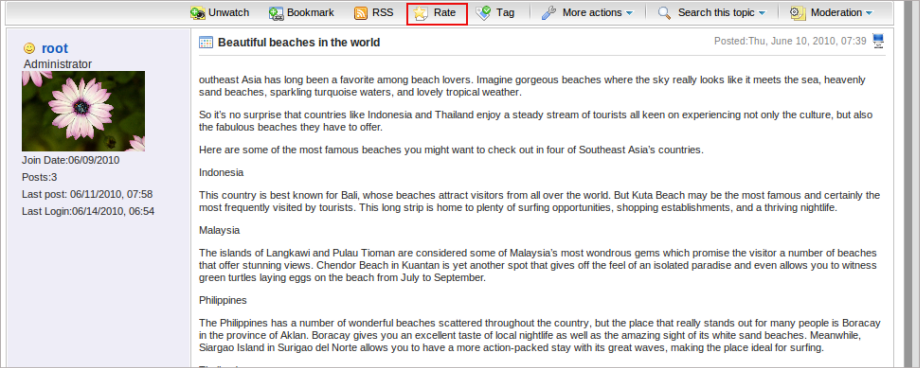 Unwatch Bookmark RSS Rate Tag More actions Search this topic Moderation
root
Administrator
Join Date:06/09/2010
Posts:3
Last post: 06/11/2010, 07:58
Last Login:06/14/2010, 06:54
Beautiful beaches in the world
Posted:Thu, June 10, 2010, 07:39
outheast Asia has long been a favorite among beach lovers. Imagine gorgeous beaches where the sky really looks like it meets the sea, heavenly
sand beaches, sparkling turquoise waters, and lovely tropical weather.
So it's no surprise that countries like Indonesia and Thailand enjoy a steady stream of tourists all keen on experiencing not only the culture, but also
the fabulous beaches they have to offer.
Here are some of the most famous beaches you might want to check out in four of Southeast Asia's countries.
Indonesia
This country is best known for Bali, whose beaches attract visitors from all over the world. But Kuta Beach may be the most famous and certainly the
most frequently visited by tourists. This long strip is home to plenty of surfing opportunities, shopping establishments, and a thriving nightlife.
Malaysia
The islands of Langkawi and Pulau Tioman are considered some of Malaysia's most wondrous gems which promise the visitor a number of beaches
that offer stunning views. Chendor Beach in Kuantan is yet another spot that gives off the feel of an isolated paradise and even allows you to witness
green turtles laying eggs on the beach from July to September.
Philippines
The Philippines has a number of wonderful beaches scattered throughout the country, but the place that really stands out for many people is Boracay
in the province of Aklan. Boracay gives you an excellent taste of local nightlife as well as the amazing sight of its white sand beaches. Meanwhile,
Siargao Island in Surigao del Norte allows you to have a more action-packed stay with its great waves, making the place ideal for surfing.